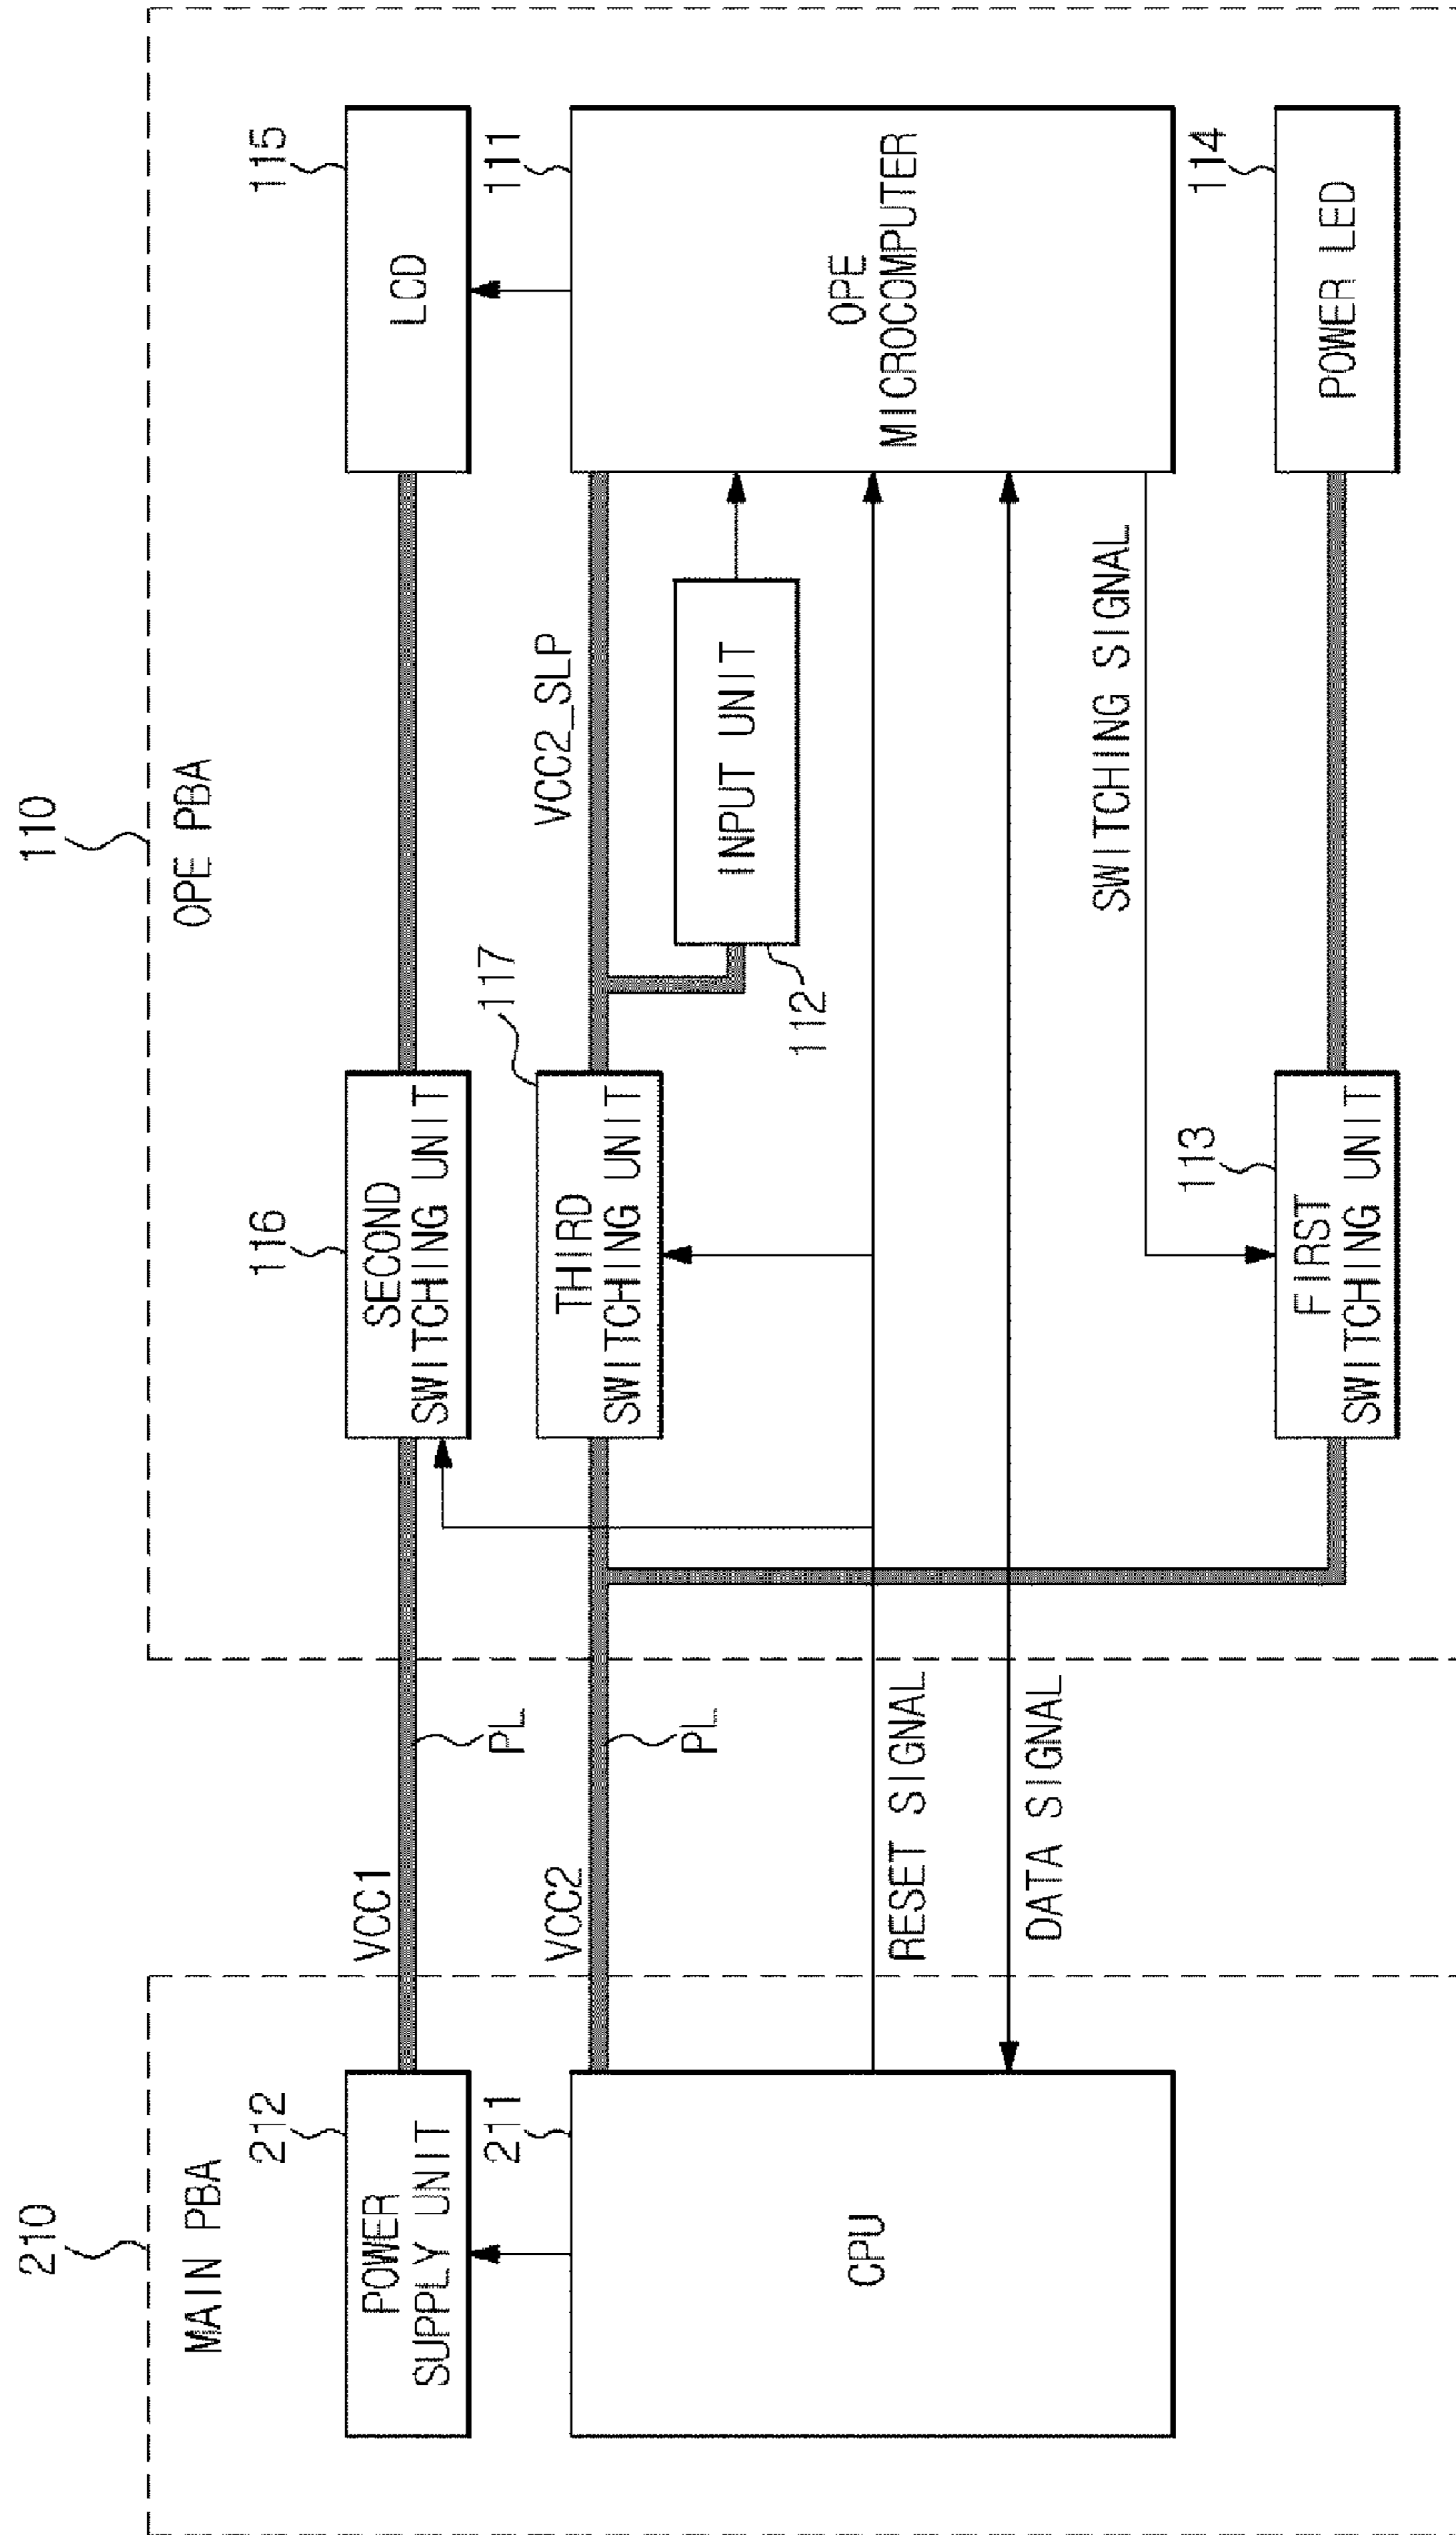 210
110
MAIN PBA
OPE PBA
212
POWER
SUPPLY UNIT
VCC1
PL
116
SECOND
SWITCHING UNIT
115
LCD
211
CPU
VCC2
PL
117
THIRD
SWITCHING UNIT
VCC2_SLP
111
OPE
MICROCOMPUTER
INPUT UNIT
112
RESET SIGNAL
DATA SIGNAL
SWITCHING SIGNAL
113
FIRST
SWITCHING UNIT
114
POWER LED